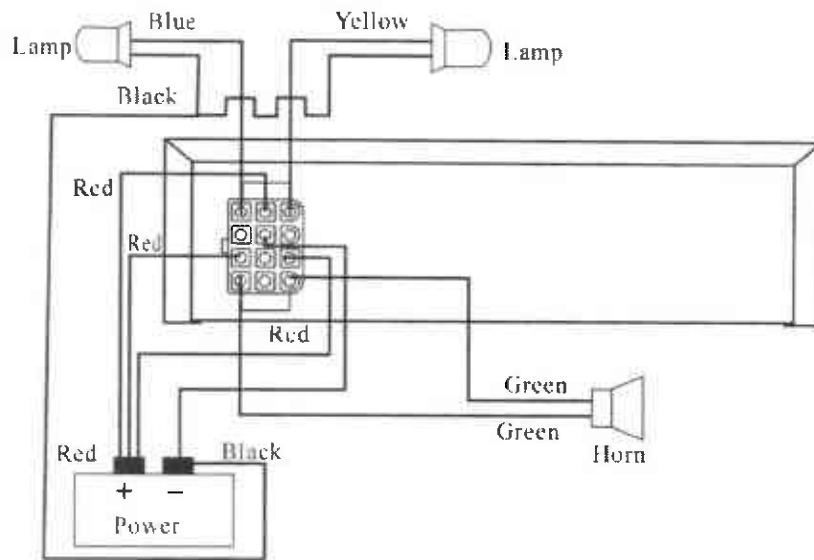 Blue
Yellow
Lamp
Lamp
Black
Red
Red
Red
Green
Green
Horn
Red
Black
+
−
Power